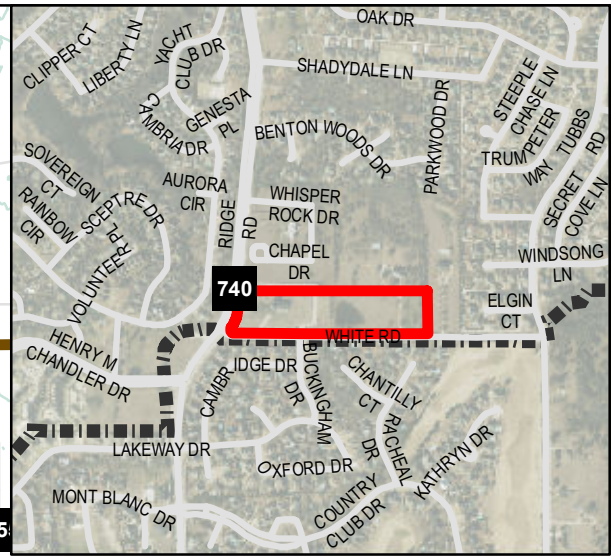 OAK DR
CLIPPER CT
LIBERTY LN
YACHT
CLUB DR
SHADYDALE LN
STEEPLE
CHASE LN
CAMBRIA DR
GENESTA
PL
BENTON WOODS DR
PARKWOOD DR
TRUM
PETER
WAY
TUBBS
RD
SECRET
COVE LN
SOVEREIGN
CT
RAINBOW
CIR
SCEPTRE DR
AURORA
CIR
RIDGE
RD
WHISPER
ROCK DR
VOLUNTEER
PL
CHAPEL
DR
WINDSONG
LN
740
ELGIN
CT
HENRY M
CHANDLER DR
WHITE RD
CAMBR
IDGE DR
BUCKINGHAM
DR
CHANTILLY
CT
RACHEAL
DR
LAKEWAY DR
OXFORD DR
KATHRYN DR
MONT BLANC DR
COUNTRY
CLUB DR